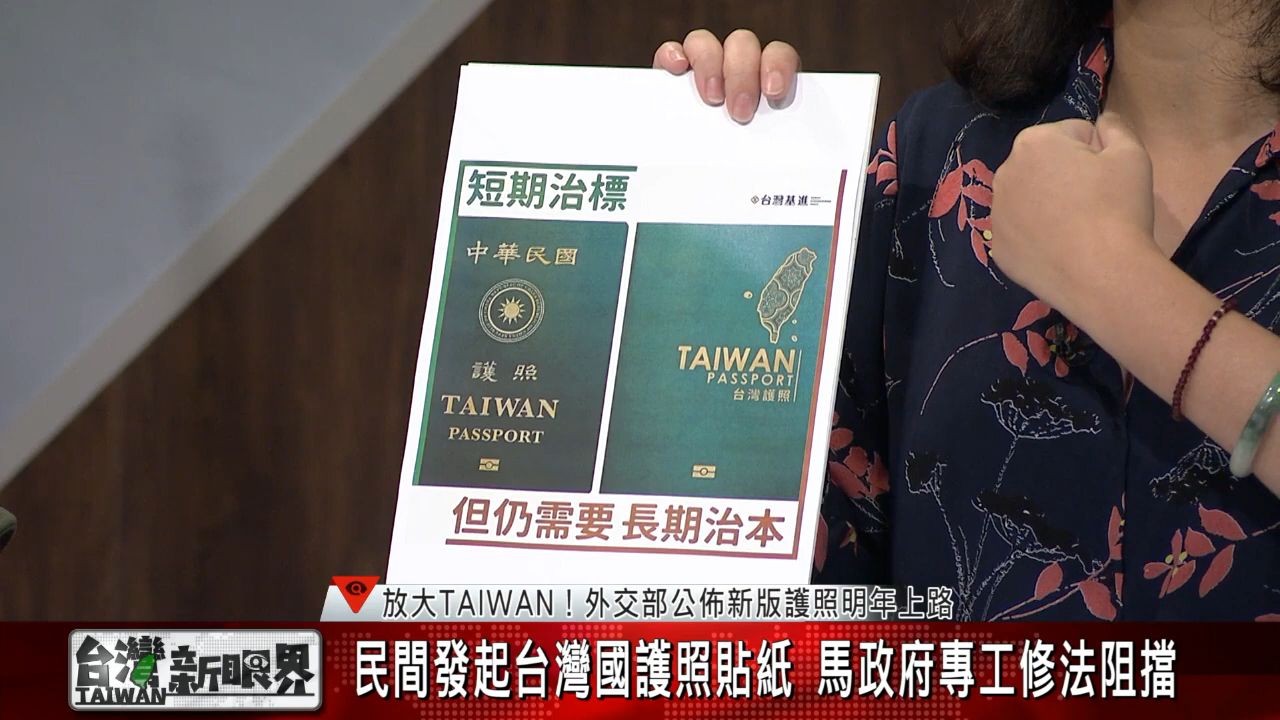 短期治標
台灣基進
中華民國
護照
TAIWAN
PASSPORT
TAIWAN
PASSPORT
台灣護照
但仍需要 長期治本
放大TAIWAN！外交部公佈新版護照明年上路
台灣新眼界
TAIWAN
民間發起台灣國護照貼紙 馬政府專工修法阻擋